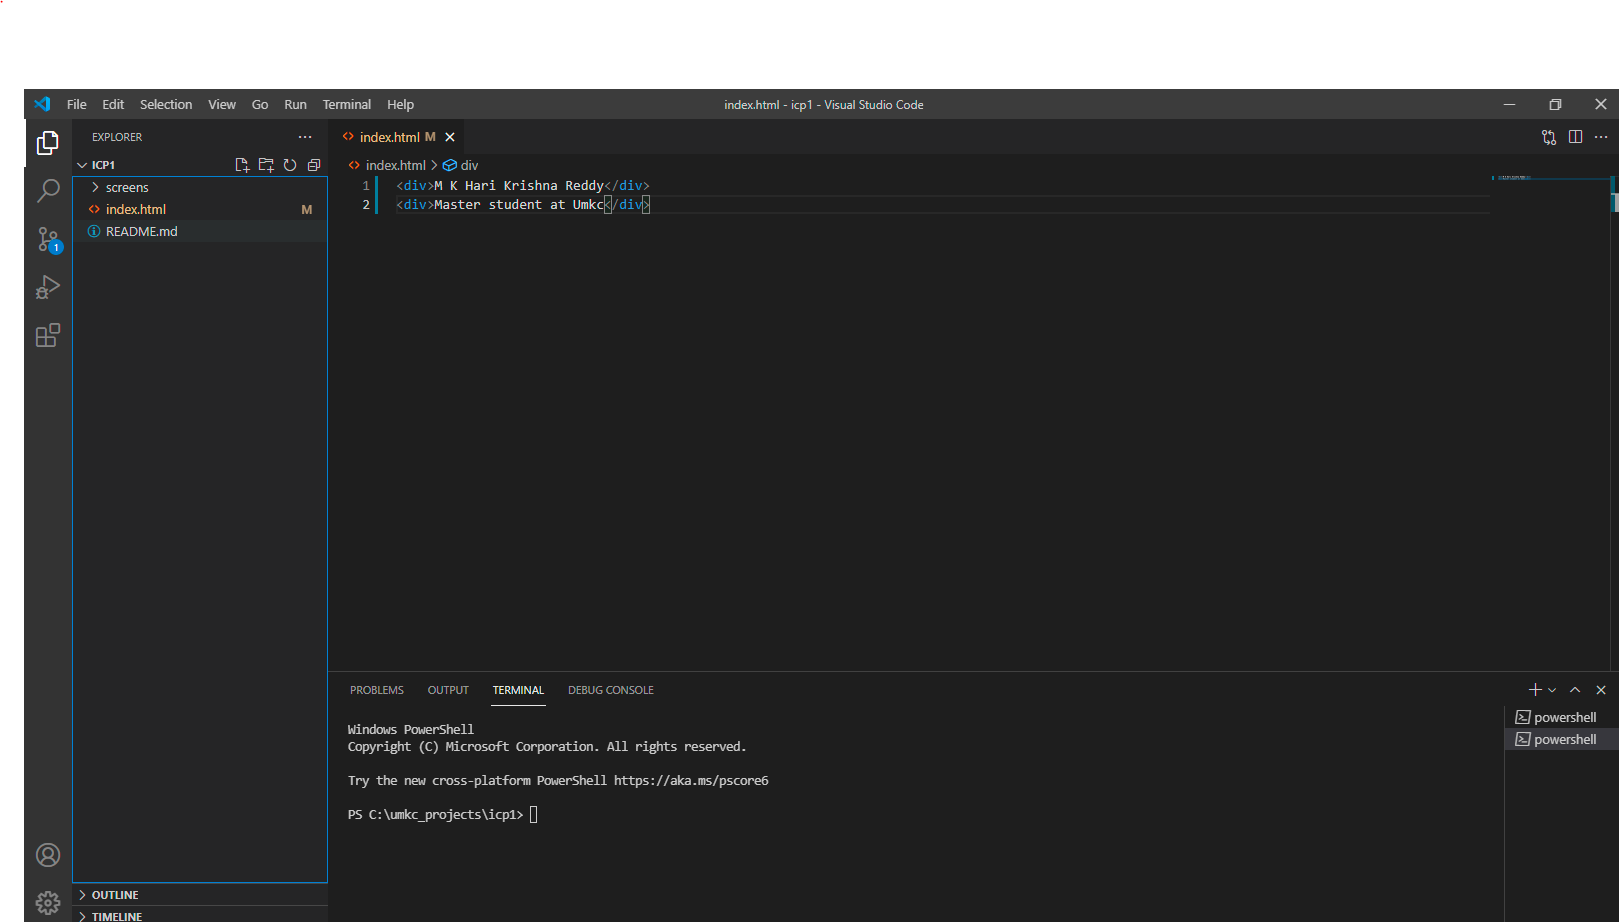 File Edit Selection View Go Run Terminal Help
index.html - icp1 - Visual Studio Code
EXPLORER
ICP1
screens
index.html M
README.md
1
index.html M
index.html > div
1 <div>M K Hari Krishna Reddy</div>
2 <div>Master student at Umkc</div>
PROBLEMS OUTPUT TERMINAL DEBUG CONSOLE
Windows PowerShell
Copyright (C) Microsoft Corporation. All rights reserved.
Try the new cross-platform PowerShell https://aka.ms/pscore6
PS C:\umkc_projects\icp1>
powershell
powershell
OUTLINE
TIMELINE